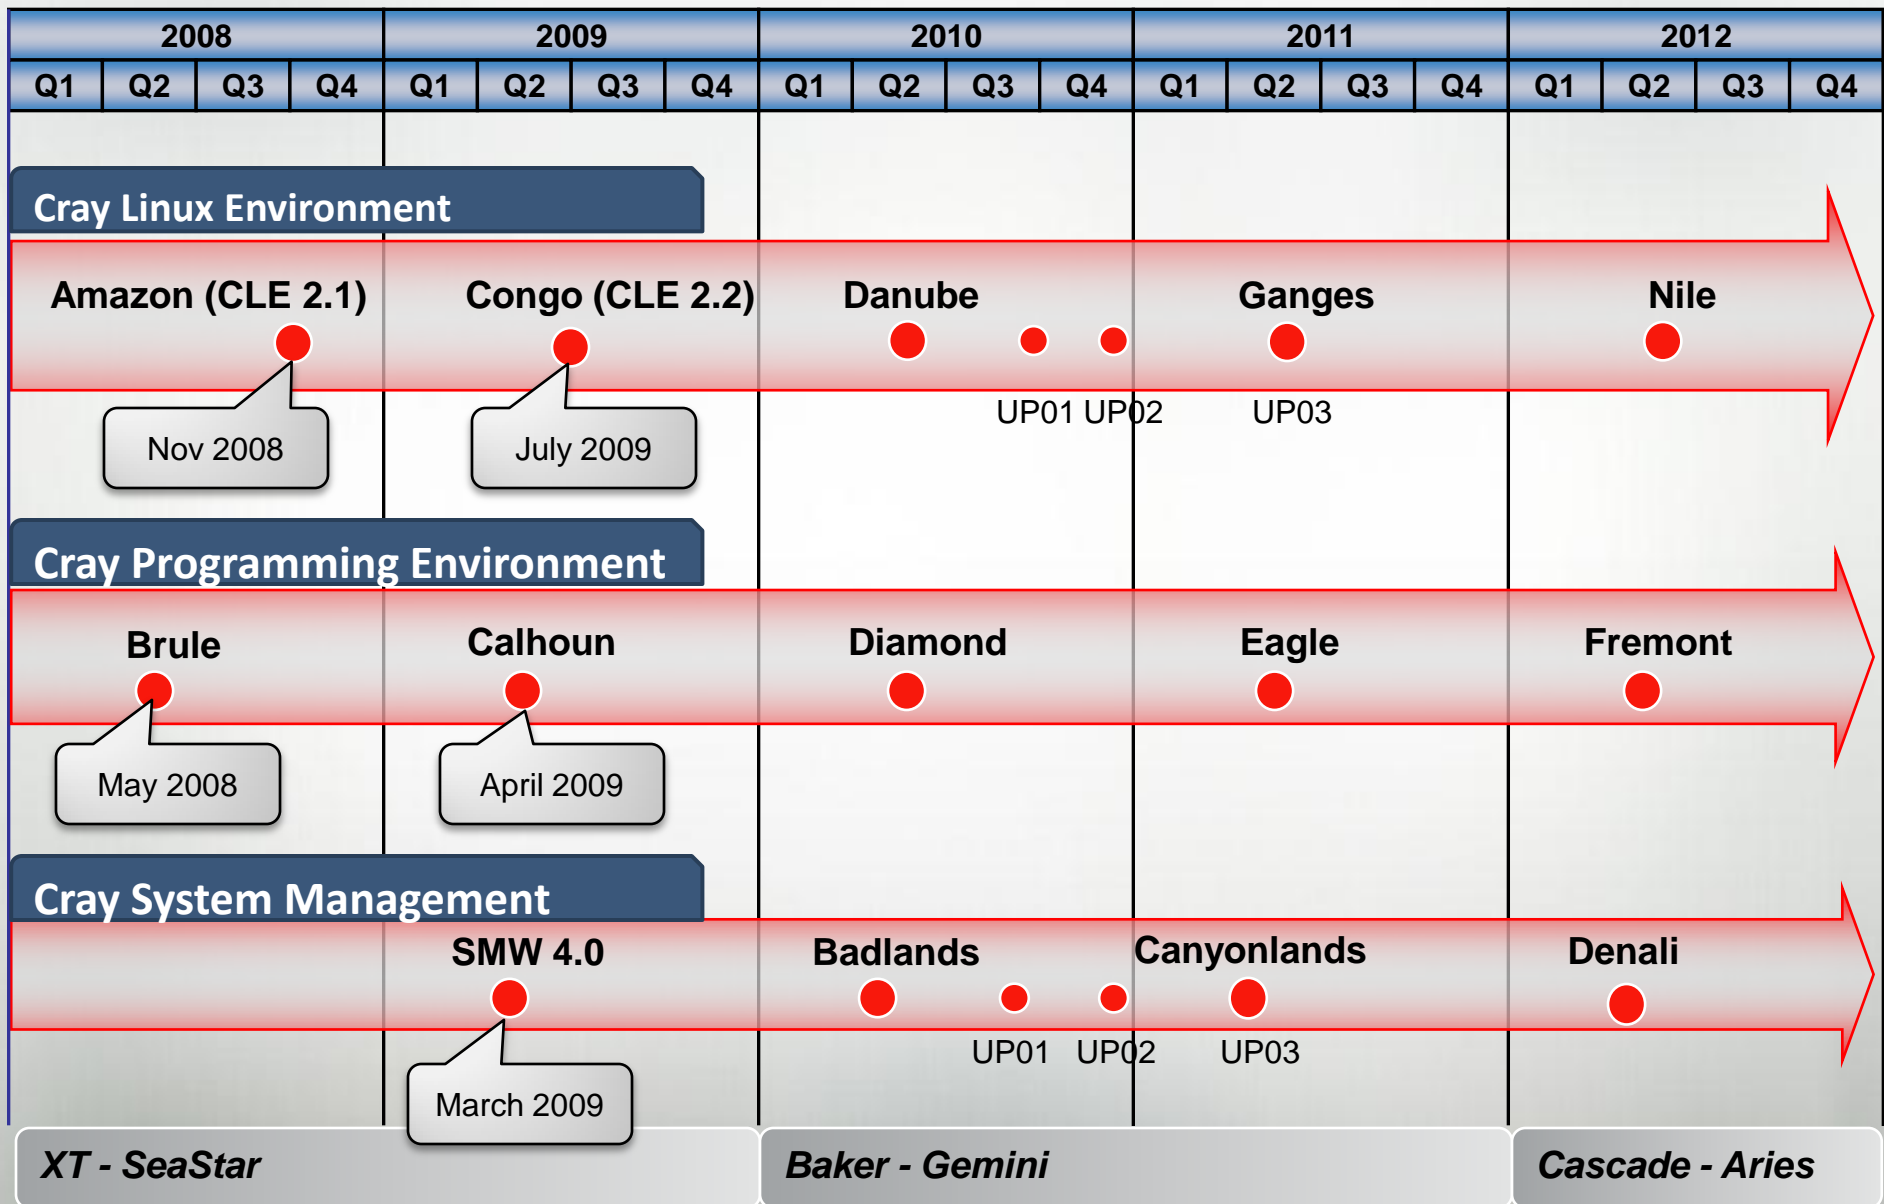 2008 2009 2010 2011 2012
Q1 Q2 Q3 Q4 Q1 Q2 Q3 Q4 Q1 Q2 Q3 Q4 Q1 Q2 Q3 Q4 Q1 Q2 Q3 Q4
Cray Linux Environment
Amazon (CLE 2.1) Congo (CLE 2.2) Danube Ganges Nile
UP01 UP02 UP03
Nov 2008 July 2009
Cray Programming Environment
Brule Calhoun Diamond Eagle Fremont
May 2008 April 2009
Cray System Management
SMW 4.0 Badlands Canyonlands Denali
UP01 UP02 UP03
March 2009
XT - SeaStar Baker - Gemini Cascade - Aries